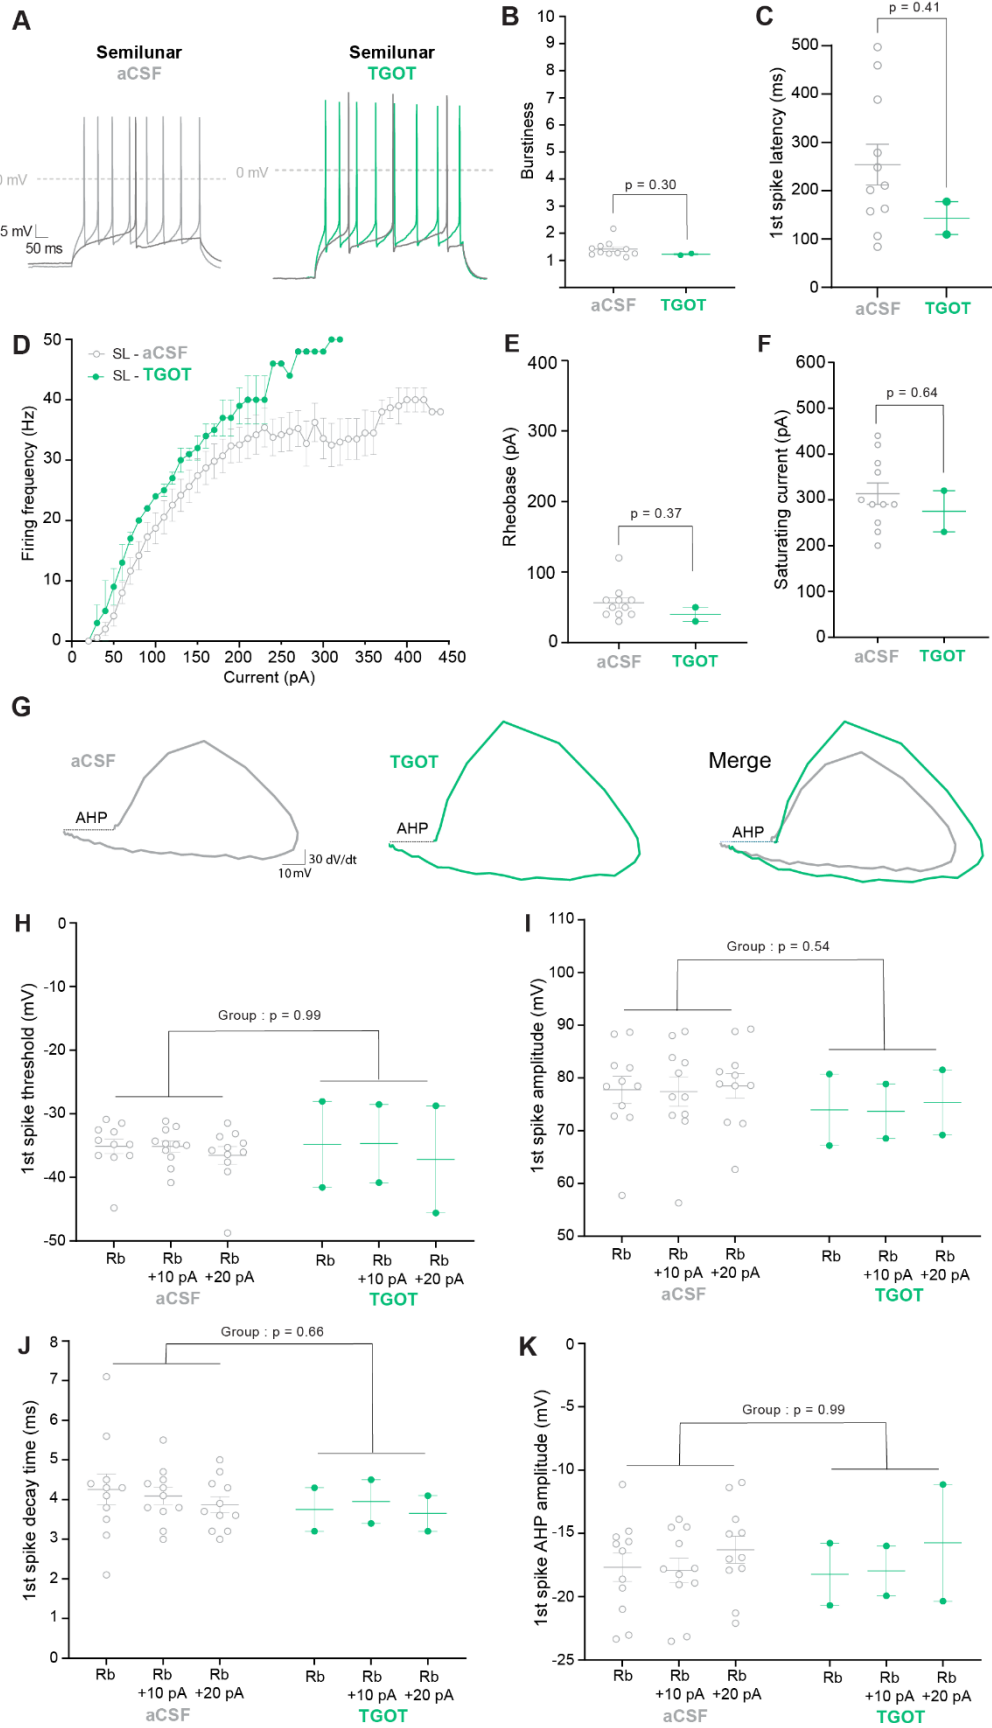 A
Semilunar
aCSF
Semilunar
TGOT
0 mV
0 mV
5 mV
50 ms
B
Burstiness
10
9
8
7
6
5
4
3
2
1
p = 0.30
aCSF
TGOT
C
1st spike latency (ms)
p = 0.41
500
400
300
200
100
0
aCSF
TGOT
D
Firing frequency (Hz)
50
40
30
20
10
0
SL - aCSF
SL - TGOT
0 50 100 150 200 250 300 350 400 450
Current (pA)
E
Rheobase (pA)
400
300
200
100
0
p = 0.37
aCSF
TGOT
F
Saturating current (pA)
600
500
400
300
200
100
0
p = 0.64
aCSF
TGOT
G
aCSF
AHP
30 dV/dt
10 mV
TGOT
AHP
Merge
AHP
H
1st spike threshold (mV)
0
-10
-20
-30
-40
-50
Group : p = 0.99
Rb Rb Rb Rb Rb Rb
+10 pA +20 pA +10 pA +20 pA
aCSF TGOT
I
1st spike amplitude (mV)
110
100
90
80
70
60
50
Group : p = 0.54
Rb Rb Rb Rb Rb Rb
+10 pA +20 pA +10 pA +20 pA
aCSF TGOT
J
1st spike decay time (ms)
8
7
6
5
4
3
2
1
0
Group : p = 0.66
Rb Rb Rb Rb Rb Rb
+10 pA +20 pA +10 pA +20 pA
aCSF TGOT
K
1st spike AHP amplitude (mV)
0
-5
-10
-15
-20
-25
Group : p = 0.99
Rb Rb Rb Rb Rb Rb
+10 pA +20 pA +10 pA +20 pA
aCSF TGOT